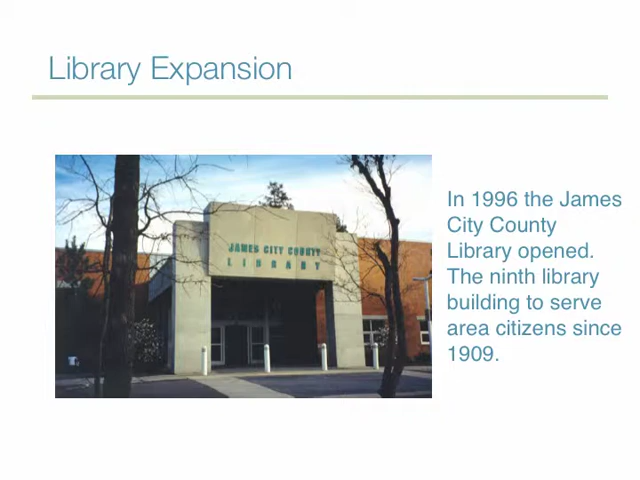 Library Expansion
JAMES CITY COUNTY
LIBRARY
In 1996 the James
City County
Library opened.
The ninth library
building to serve
area citizens since
1909.